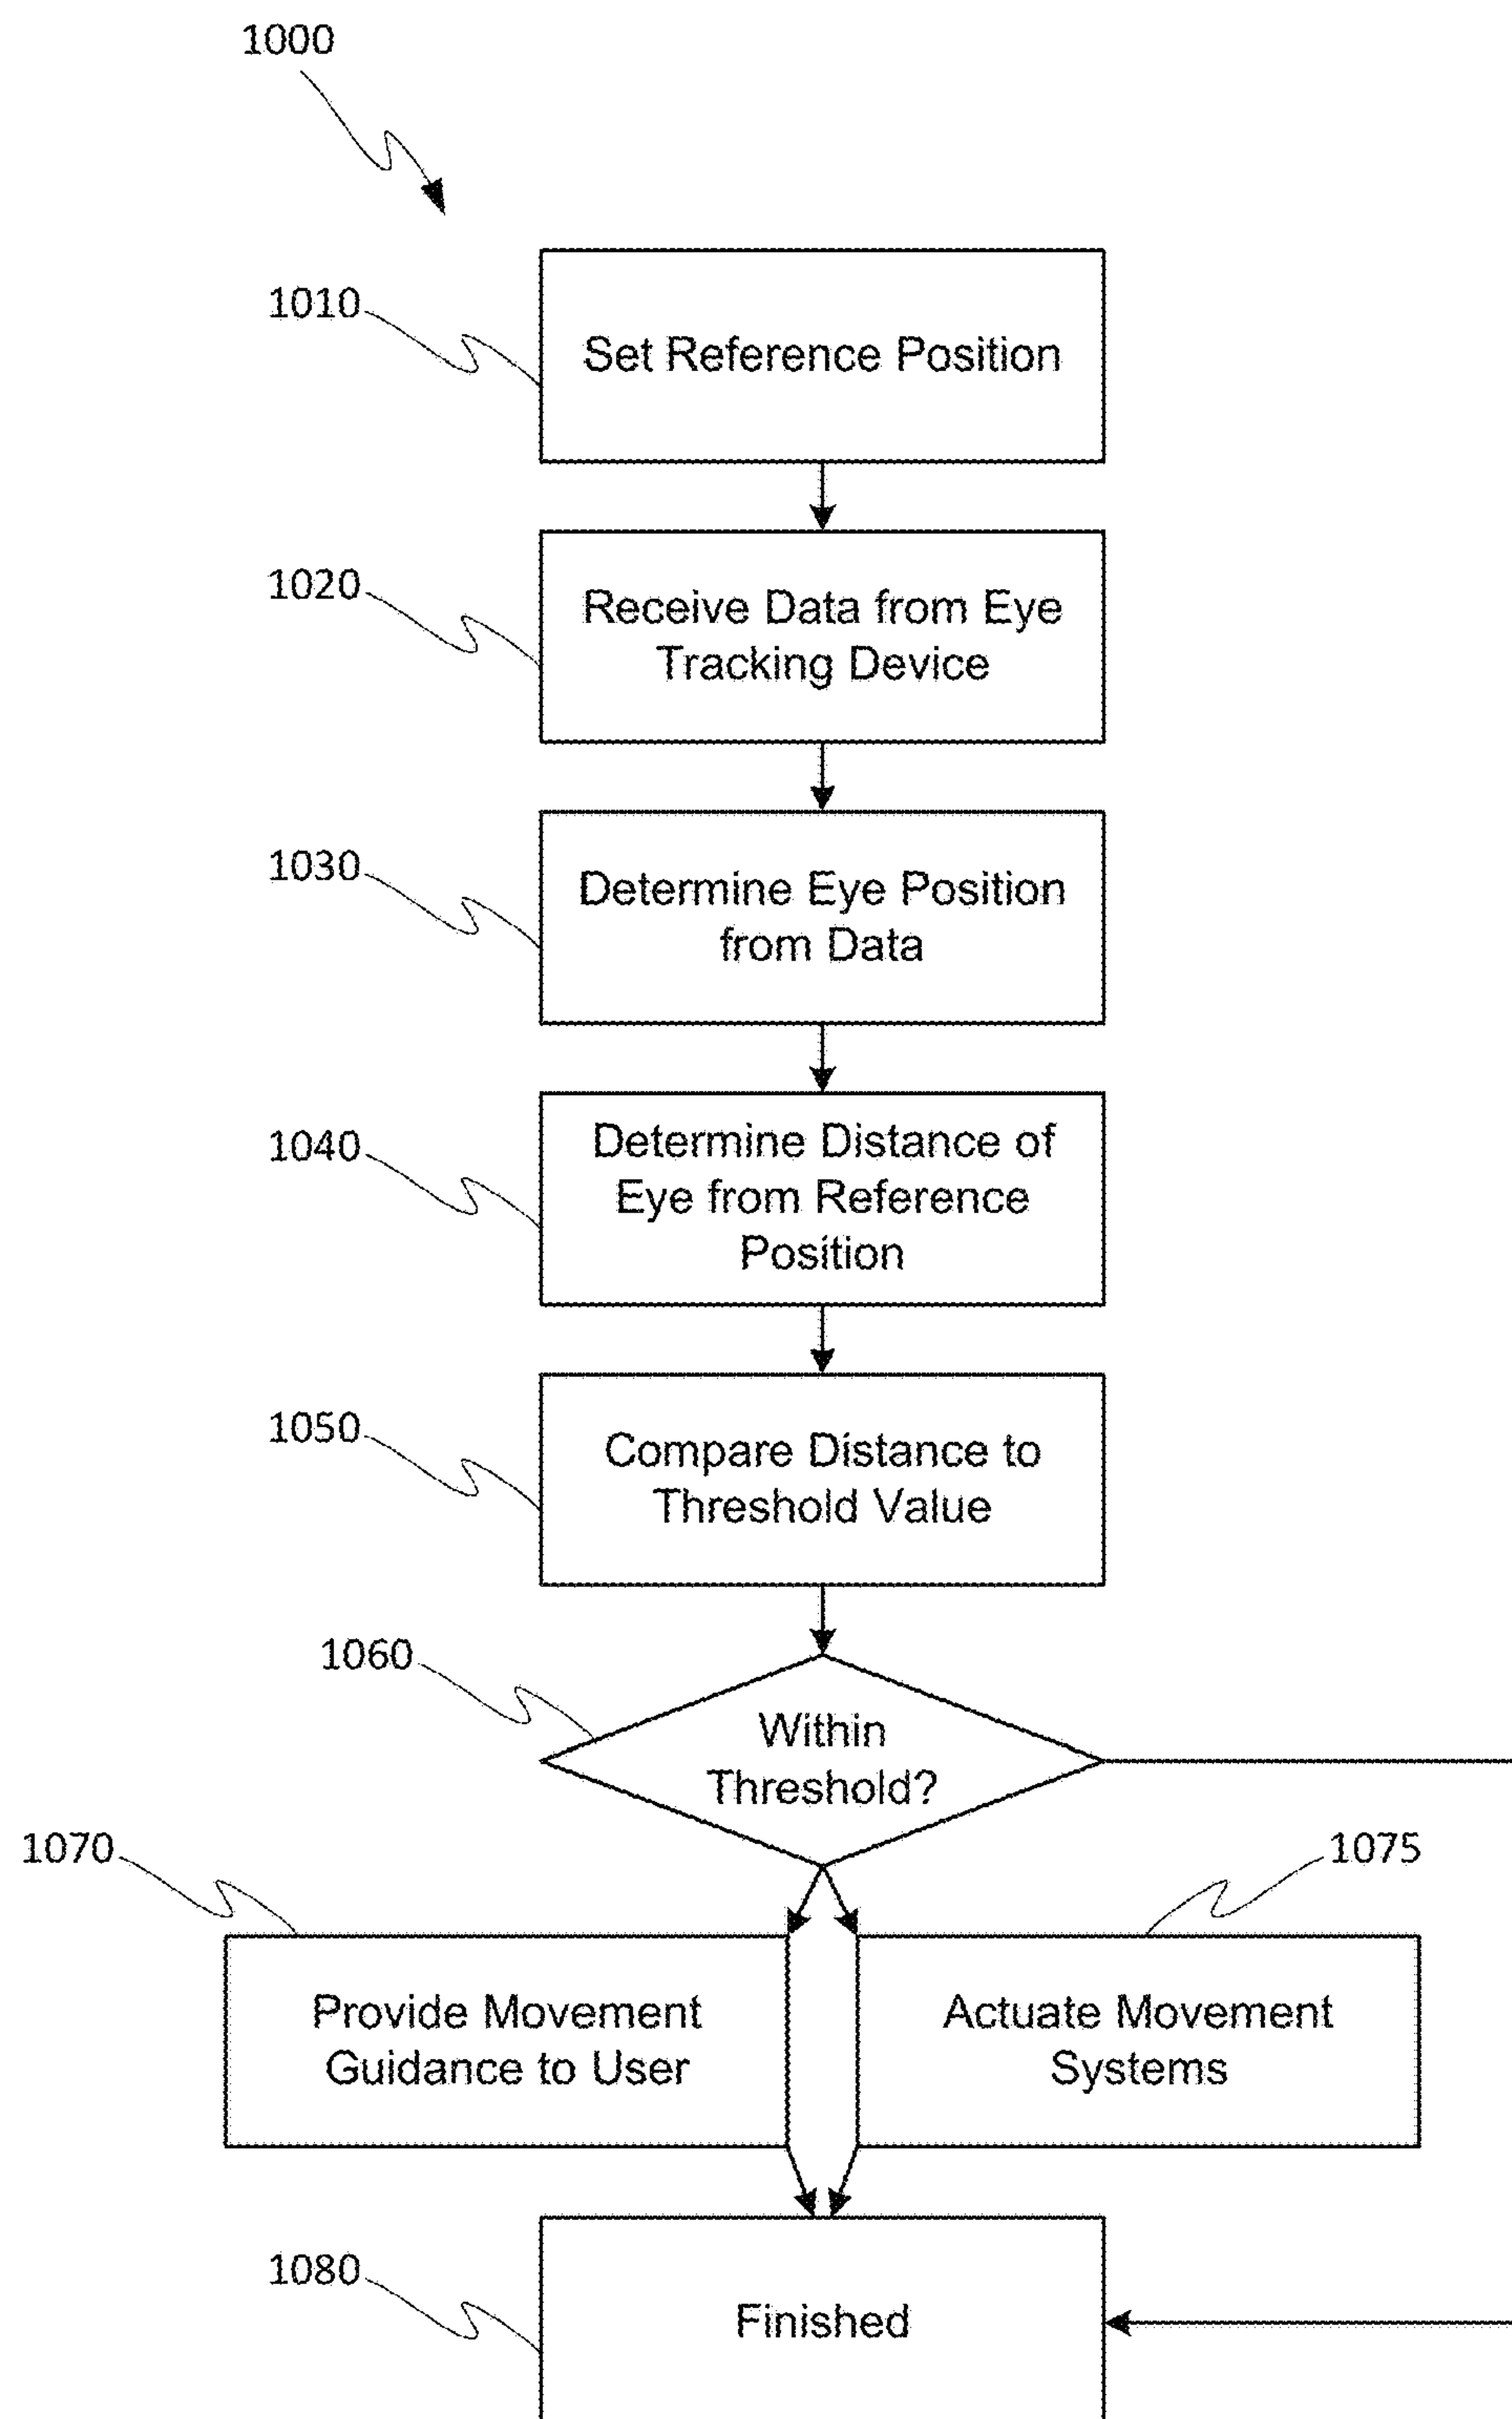 1000
1010
Set Reference Position
1020
Receive Data from Eye
Tracking Device
1030
Determine Eye Position
from Data
1040
Determine Distance of
Eye from Reference
Position
1050
Compare Distance to
Threshold Value
1060
Within
Threshold?
1070
1075
Provide Movement
Guidance to User
Actuate Movement
Systems
1080
Finished